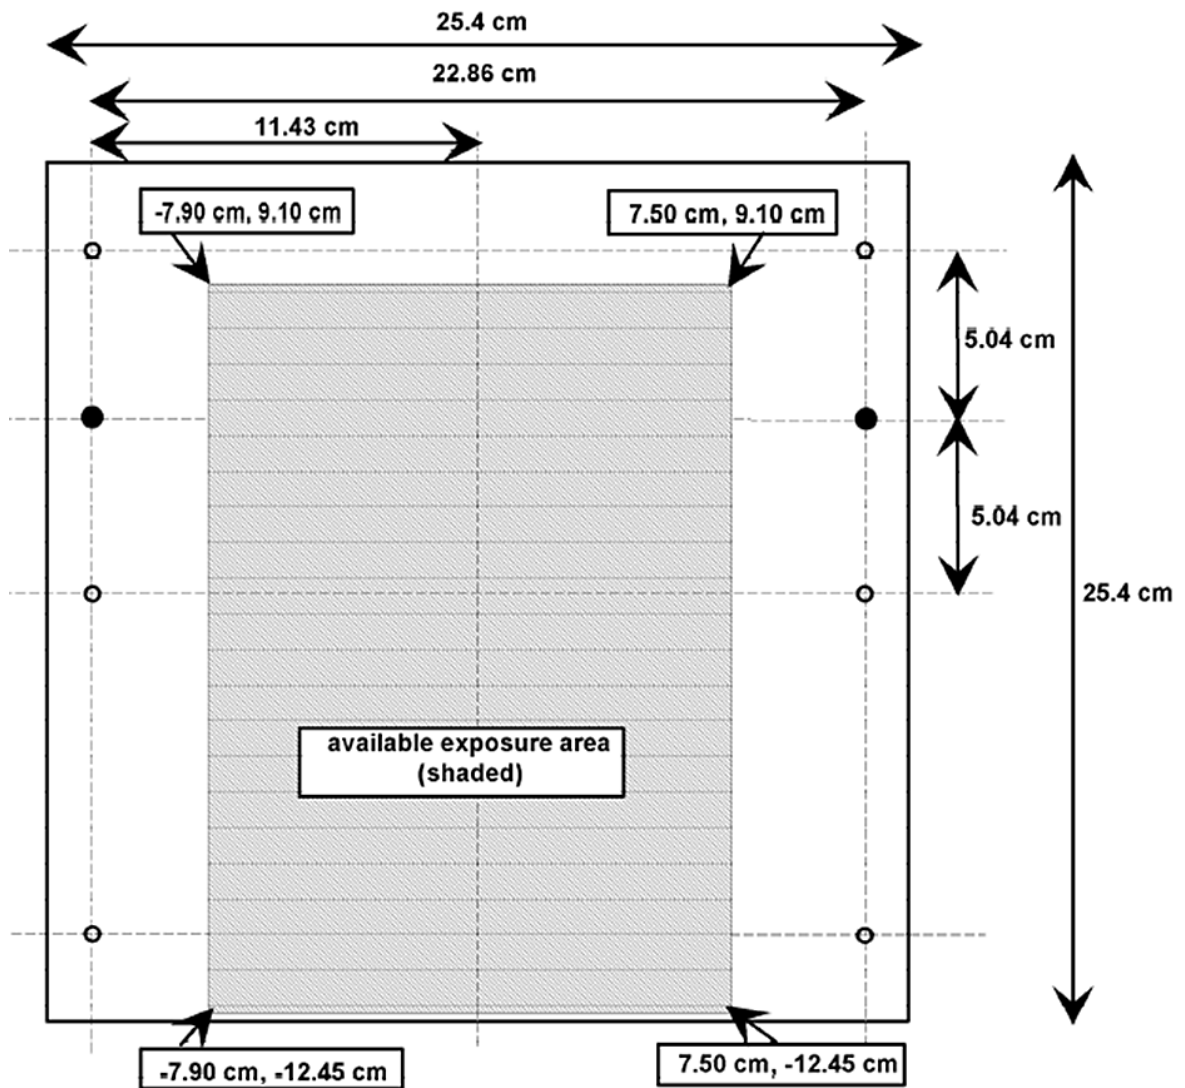 25.4 cm
22.86 cm
11.43 cm
-7.90 cm, 9.10 cm
7.50 cm, 9.10 cm
5.04 cm
5.04 cm
25.4 cm
available exposure area
(shaded)
-7.90 cm, -12.45 cm
7.50 cm, -12.45 cm